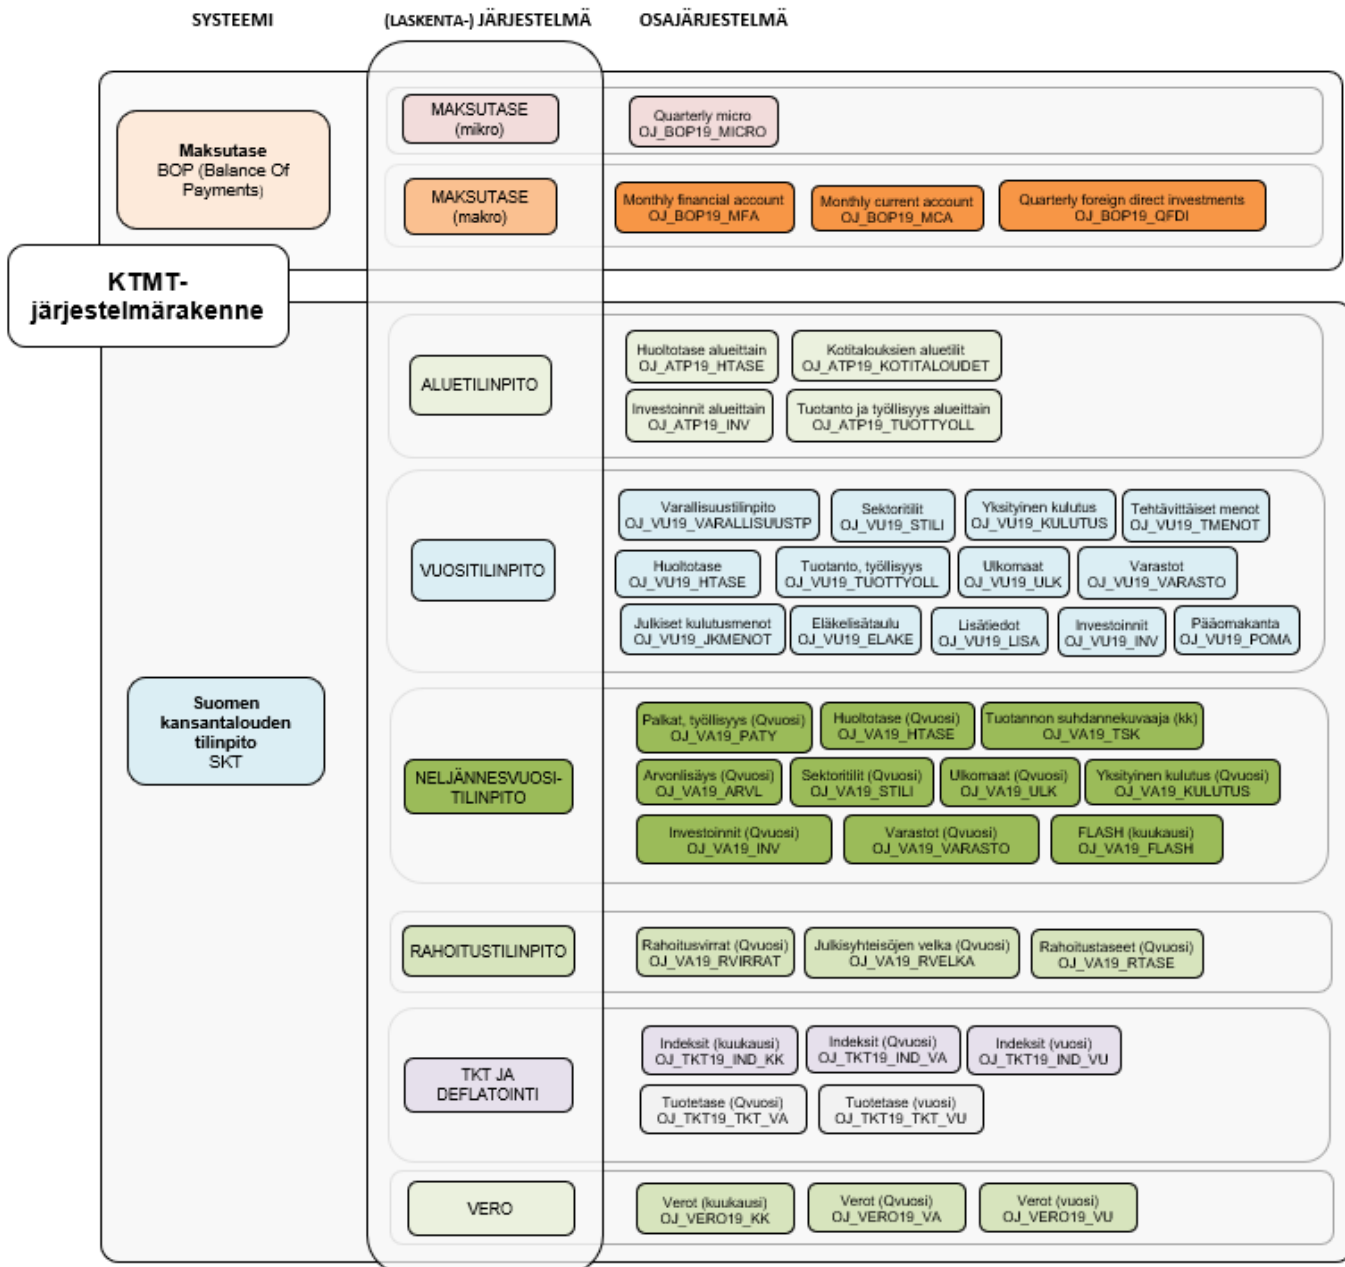 SYSTEEMI
(LASKENTA-) JÄRJESTELMÄ
OSAJÄRJESTELMÄ
Maksutase
BOP (Balance Of
Payments)
MAKSUTASE
(mikro)
Quarterly micro
OJ_BOP19_MICRO
MAKSUTASE
(makro)
Monthly financial account
OJ_BOP19_MFA
Monthly current account
OJ_BOP19_MCA
Quarterly foreign direct investments
OJ_BOP19_QFDI
KTMT-
järjestelmärakenne
Suomen
kansantalouden
tilinpito
SKT
ALUETILINPITO
Huoltotase alueittain
OJ_ATP19_HTASE
Kotitalouksien aluetilit
OJ_ATP19_KOTITALOUDET
Investoinnit alueittain
OJ_ATP19_INV
Tuotanto ja työllisyys alueittain
OJ_ATP19_TUOTTYOLL
VUOSITILINPITO
Varallisuustilinpito
OJ_VU19_VARALLISUUSTP
Sektoritilit
OJ_VU19_STILI
Yksityinen kulutus
OJ_VU19_KULUTUS
Tehtävittäiset menot
OJ_VU19_TMENOT
Huoltotase
OJ_VU19_HTASE
Tuotanto, työllisyys
OJ_VU19_TUOTTYOLL
Ulkomaat
OJ_VU19_ULK
Varastot
OJ_VU19_VARASTO
Julkiset kulutusmenot
OJ_VU19_JKMENOT
Eläkelisätaulu
OJ_VU19_ELAKE
Lisätiedot
OJ_VU19_LISA
Investoinnit
OJ_VU19_INV
Pääomakanta
OJ_VU19_POMA
NELJÄNNESVUOSI-
TILINPITO
Palkat, työllisyys (Qvuosi)
OJ_VA19_PATY
Huoltotase (Qvuosi)
OJ_VA19_HTASE
Tuotannon suhdannekuvaaja (kk)
OJ_VA19_TSK
Arvonlisäys (Qvuosi)
OJ_VA19_ARVL
Sektoritilit (Qvuosi)
OJ_VA19_STILI
Ulkomaat (Qvuosi)
OJ_VA19_ULK
Yksityinen kulutus (Qvuosi)
OJ_VA19_KULUTUS
Investoinnit (Qvuosi)
OJ_VA19_INV
Varastot (Qvuosi)
OJ_VA19_VARASTO
FLASH (kuukausi)
OJ_VA19_FLASH
RAHOITUSTILINPITO
Rahoitusvirrat (Qvuosi)
OJ_VA19_RVIRRAT
Julkisyhteisöjen velka (Qvuosi)
OJ_VA19_RVELKA
Rahoitustaseet (Qvuosi)
OJ_VA19_RTASE
TKT JA
DEFLATOINTI
Indeksit (kuukausi)
OJ_TKT19_IND_KK
Indeksit (Qvuosi)
OJ_TKT19_IND_VA
Indeksit (vuosi)
OJ_TKT19_IND_VU
Tuotetase (Qvuosi)
OJ_TKT19_TKT_VA
Tuotetase (vuosi)
OJ_TKT19_TKT_VU
VERO
Verot (kuukausi)
OJ_VERO19_KK
Verot (Qvuosi)
OJ_VERO19_VA
Verot (vuosi)
OJ_VERO19_VU